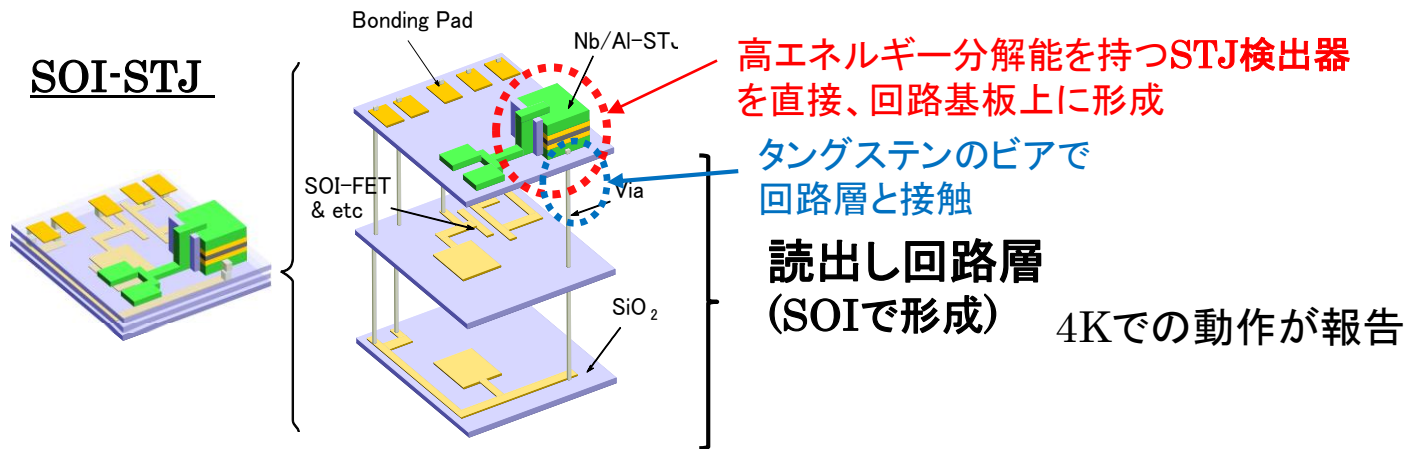 SOI-STJ
Bonding Pad
Nb/Al-STJ
SOI-FET
& etc
Via
SiO2
高エネルギー分解能を持つSTJ検出器
を直接、回路基板上に形成
タングステンのビアで
回路層と接触
読出し回路層
(SOIで形成)
4Kでの動作が報告